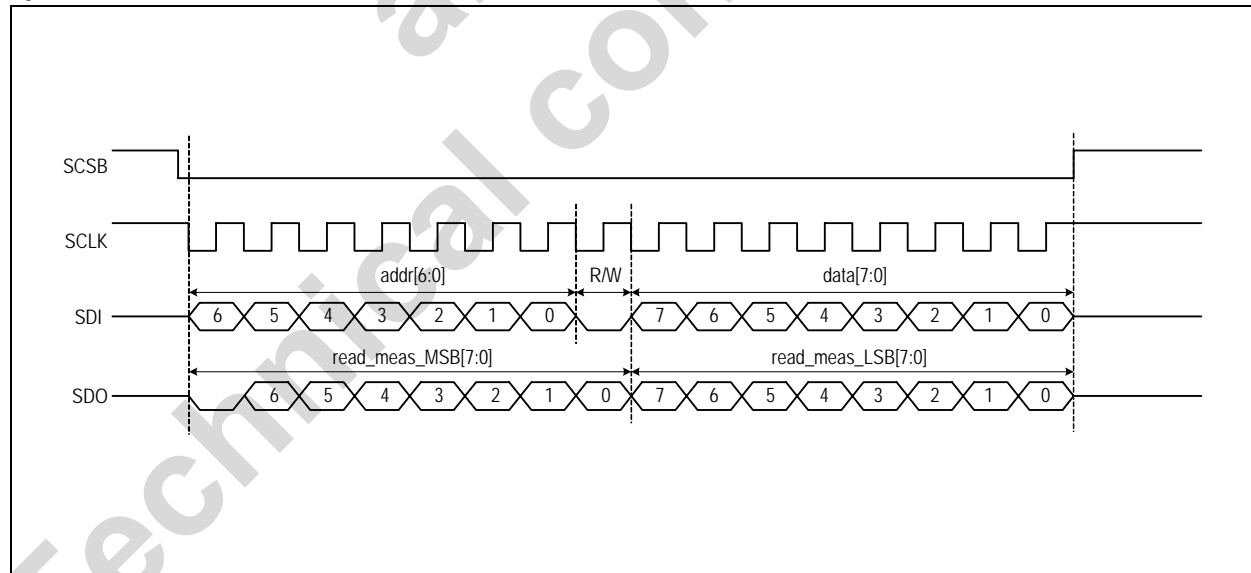 SCSB
SCLK
addr[6:0] R/W data[7:0]
SDI 6 5 4 3 2 1 0 7 6 5 4 3 2 1 0
read_meas_MSB[7:0] read_meas_LSB[7:0]
SDO 6 5 4 3 2 1 0 7 6 5 4 3 2 1 0
Technical con